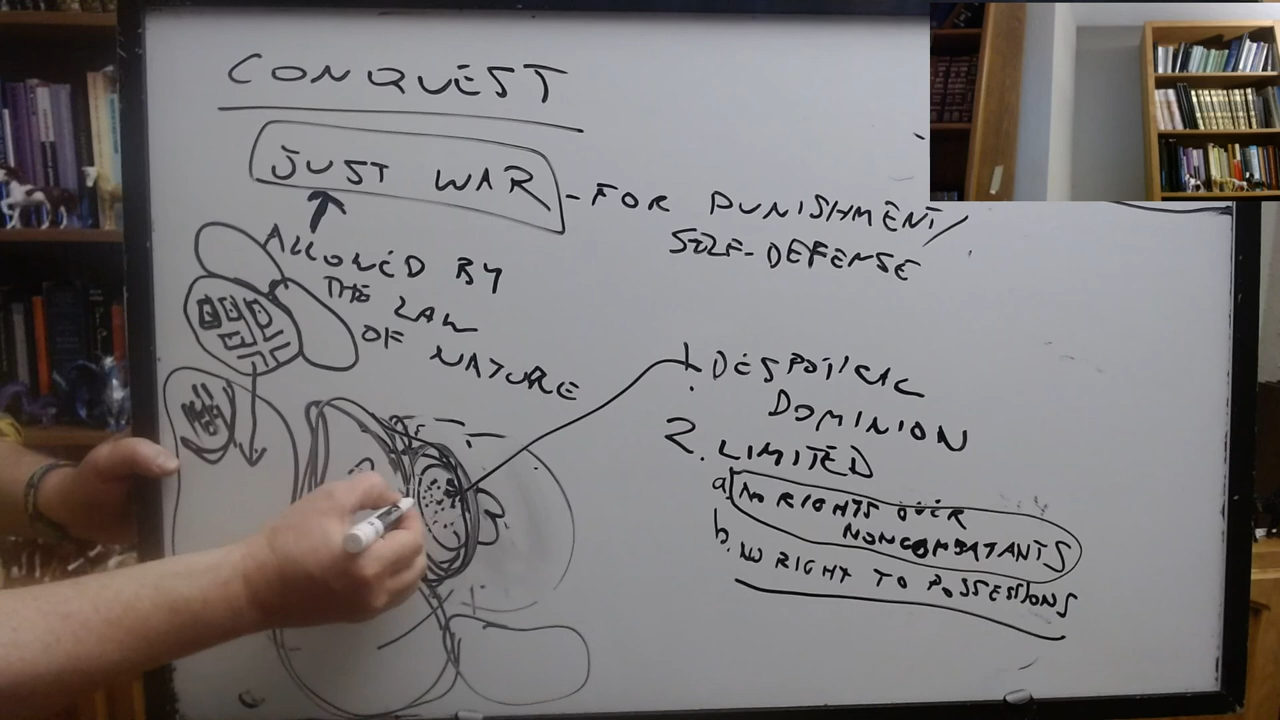 CONQUEST
JUST WAR - FOR PUNISHMENT/
SELF-DEFENSE
ALLOWED BY
THE LAW
OF NATURE
1. DESPOTICAL
DOMINION
2. LIMITED
a. NO RIGHTS OVER
NONCOMBATANTS
b. NO RIGHT TO POSSESSIONS